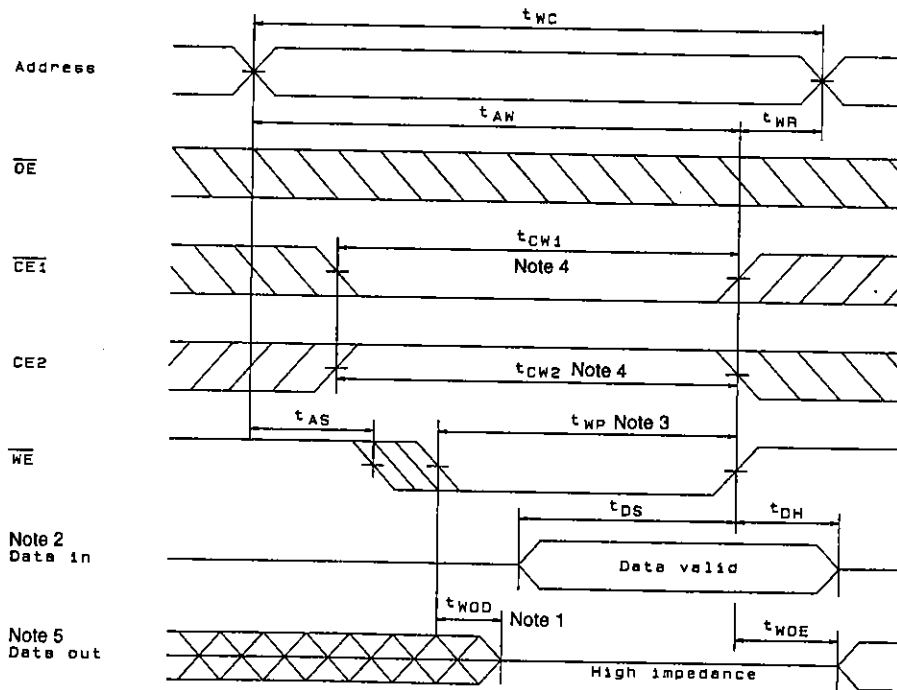 tWC
Address
tAW
tWR
OE
tCW1
CE1
Note 4
CE2
tCW2 Note 4
tAS
tWP Note 3
WE
tDS
tDH
Note 2
Data in
Data valid
tWOD
Note 1
tWOE
Note 5
Data out
High impedance